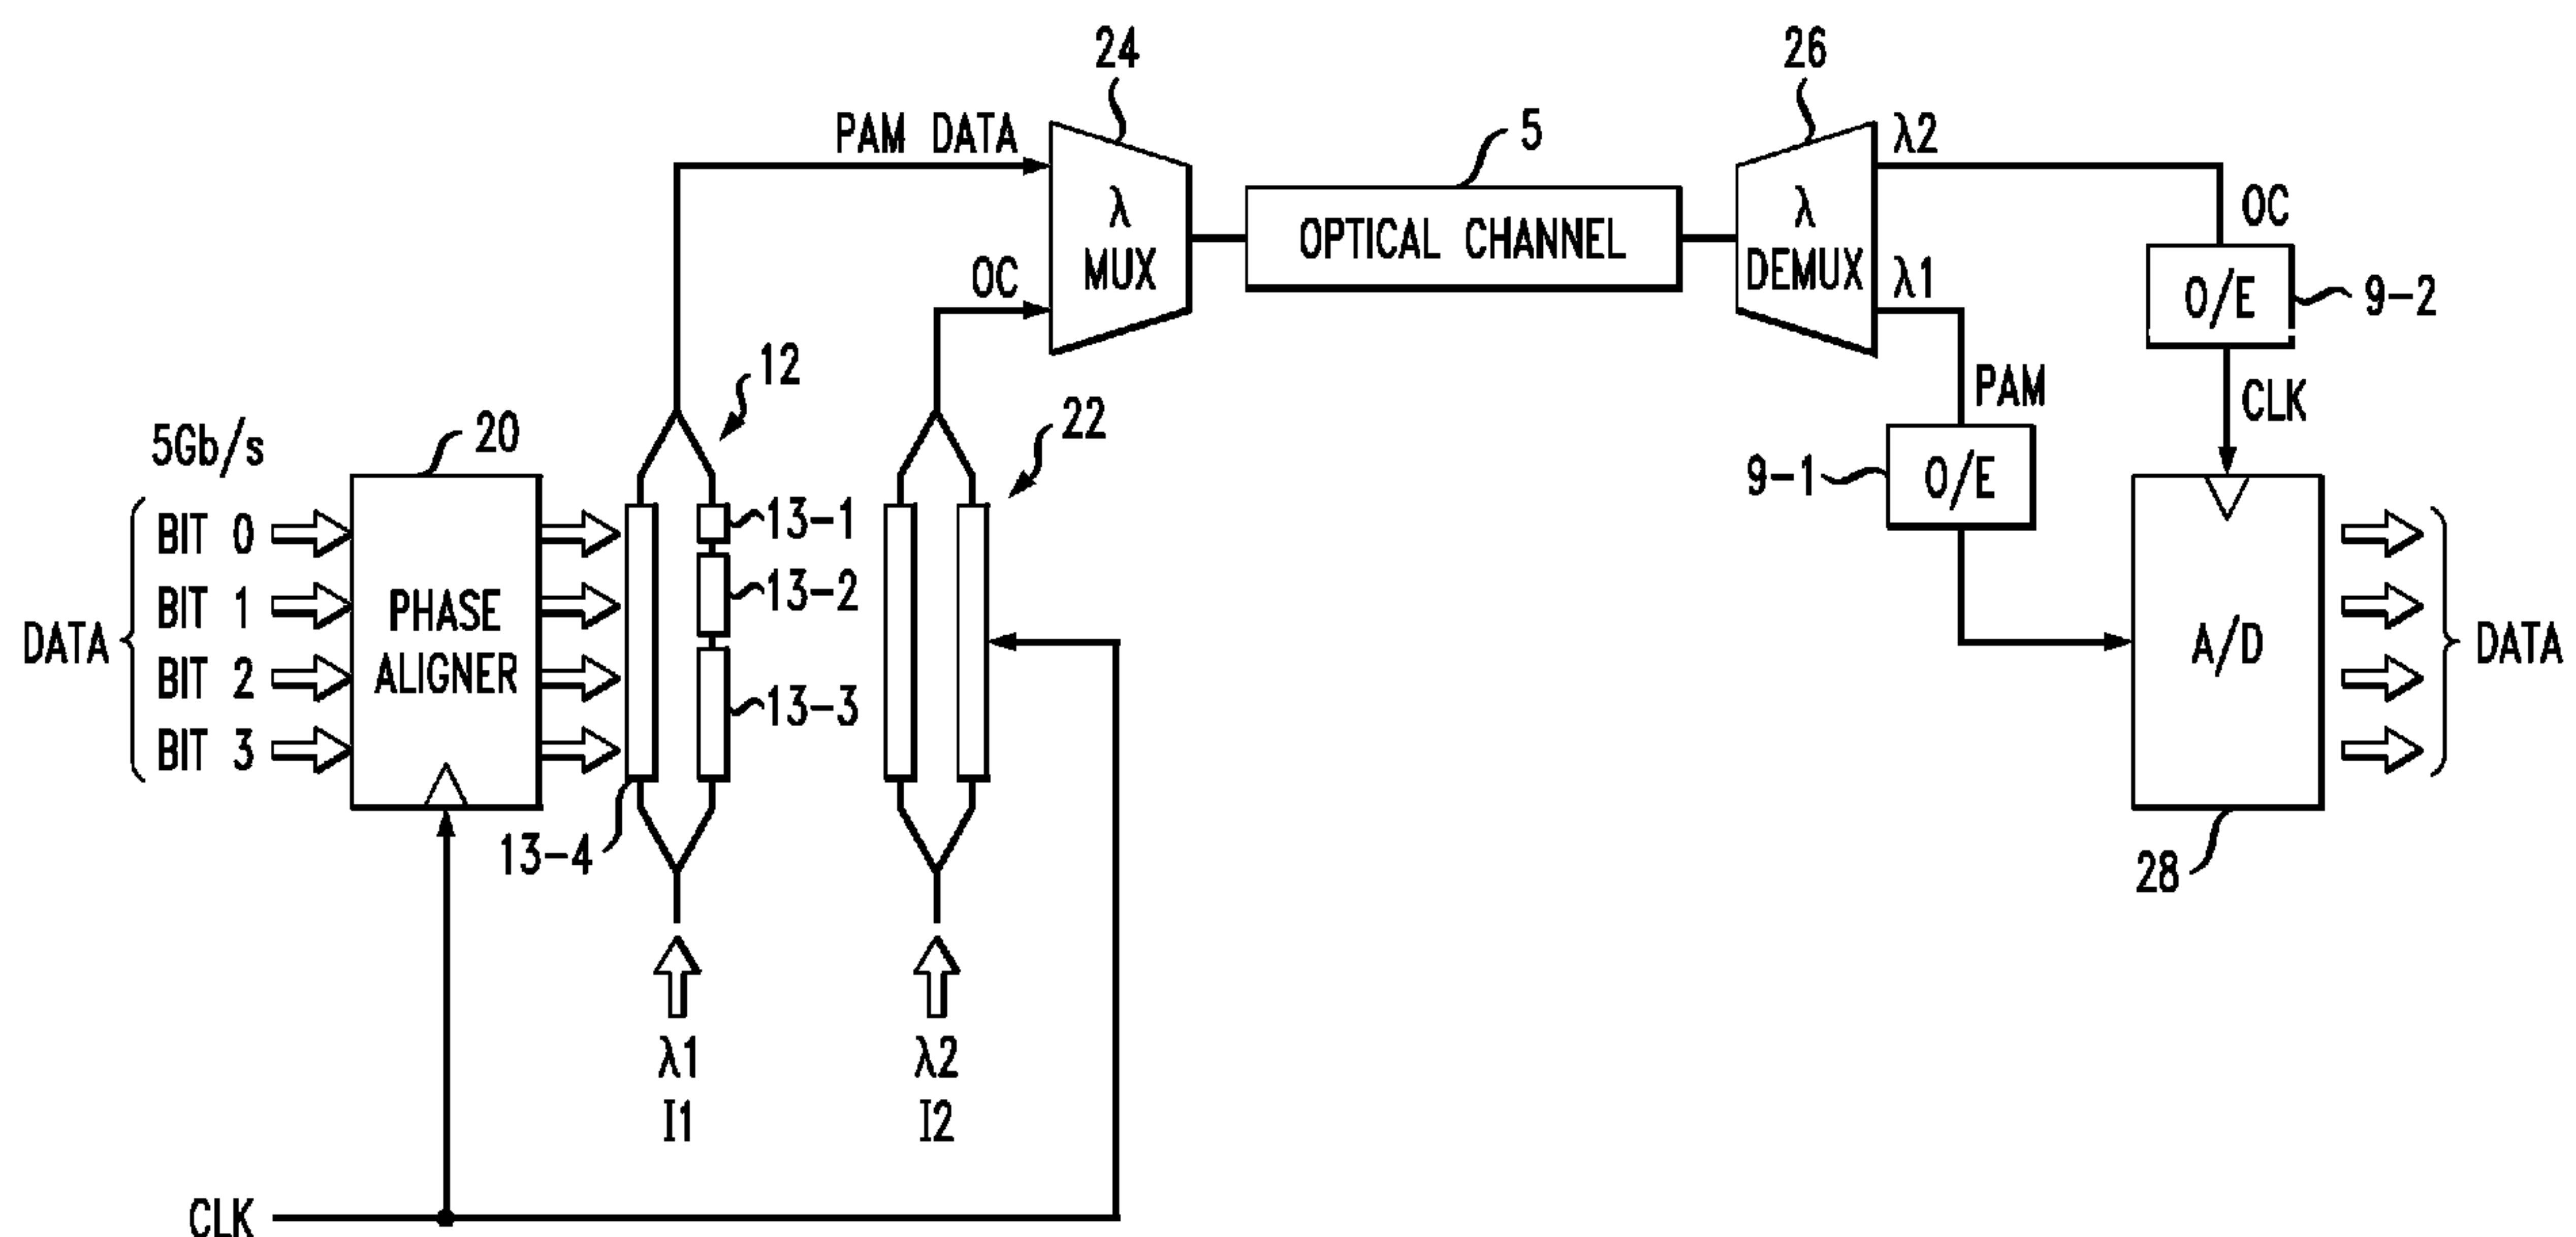 24
26
PAM DATA
5
λ2
λ
MUX
OPTICAL CHANNEL
λ
DEMUX
OC
OC
λ1
O/E
9-2
12
PAM
CLK
22
5Gb/s
20
9-1
O/E
DATA
BIT 0
BIT 1
BIT 2
BIT 3
PHASE
ALIGNER
13-1
13-2
13-3
A/D
DATA
13-4
28
λ1
I1
λ2
I2
CLK